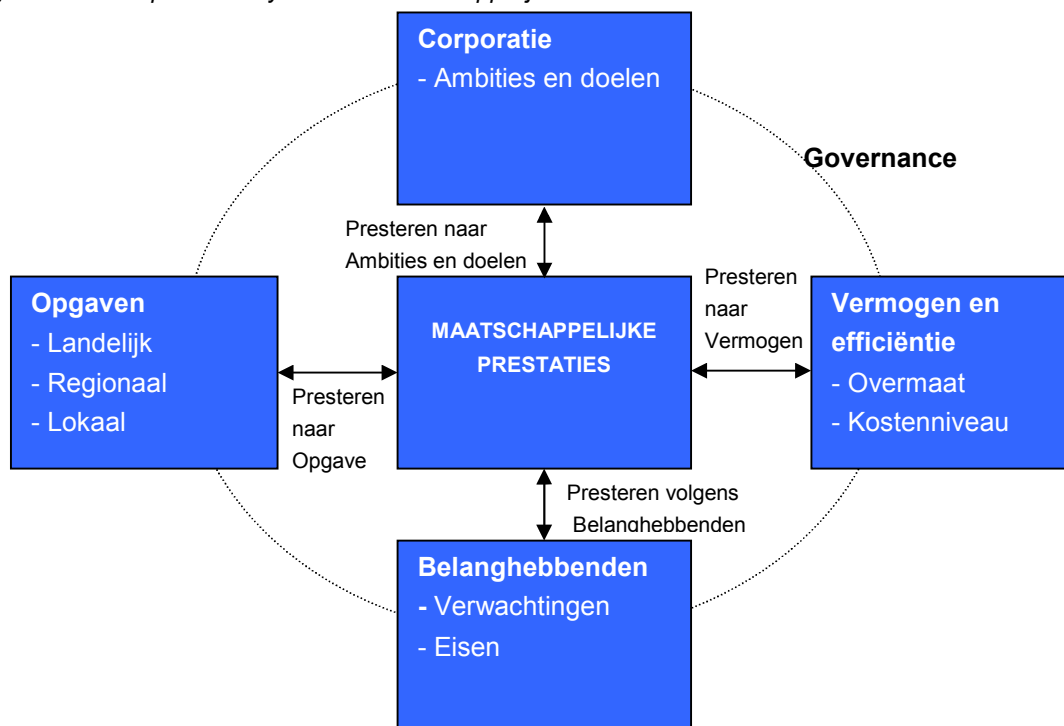 Corporatie
- Ambities en doelen
Governance
Presteren naar
Ambities en doelen
Opgaven
- Landelijk
- Regionaal
- Lokaal
Presteren
naar
Opgave
MAATSCHAPPELIJKE
PRESTATIES
Presteren
naar
Vermogen
Vermogen en
efficiëntie
- Overmaat
- Kostenniveau
Presteren volgens
Belanghebbenden
Belanghebbenden
- Verwachtingen
- Eisen